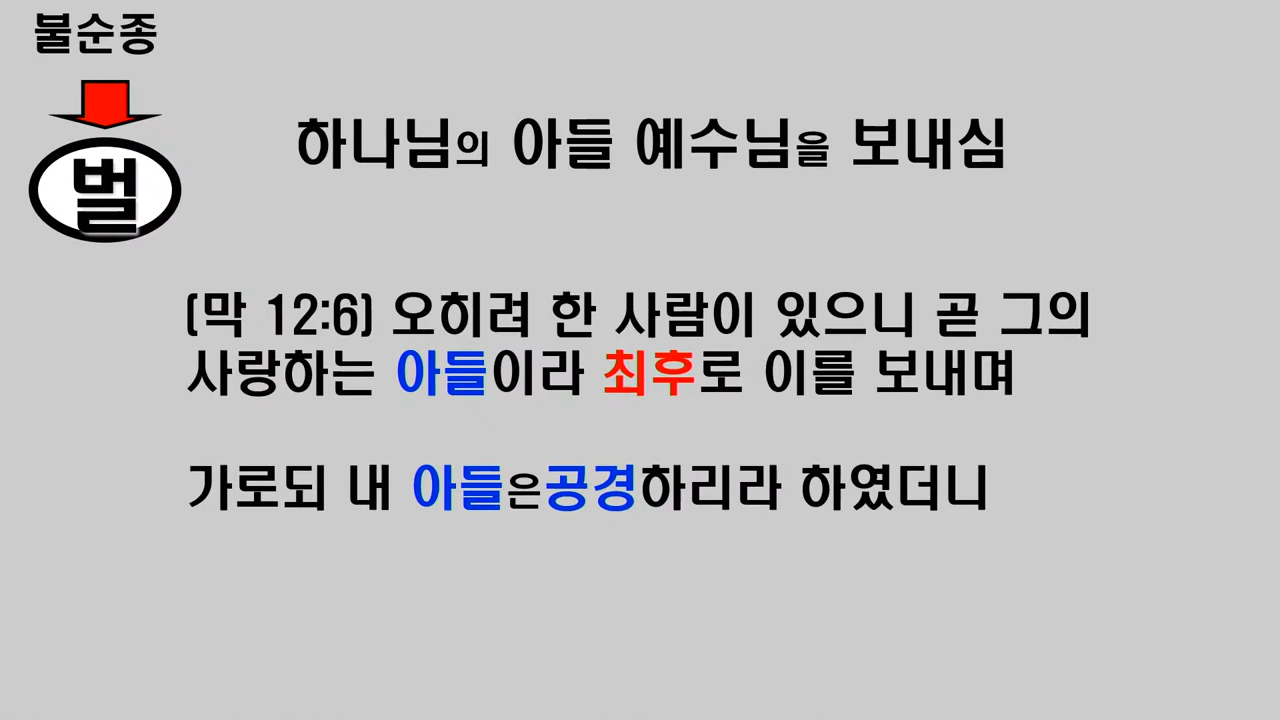 불순종
벌
하나님의 아들 예수님을 보내심
(막 12:6) 오히려 한 사람이 있으니 곧 그의
사랑하는 아들이라 최후로 이를 보내며
가로되 내 아들은공경하리라 하였더니